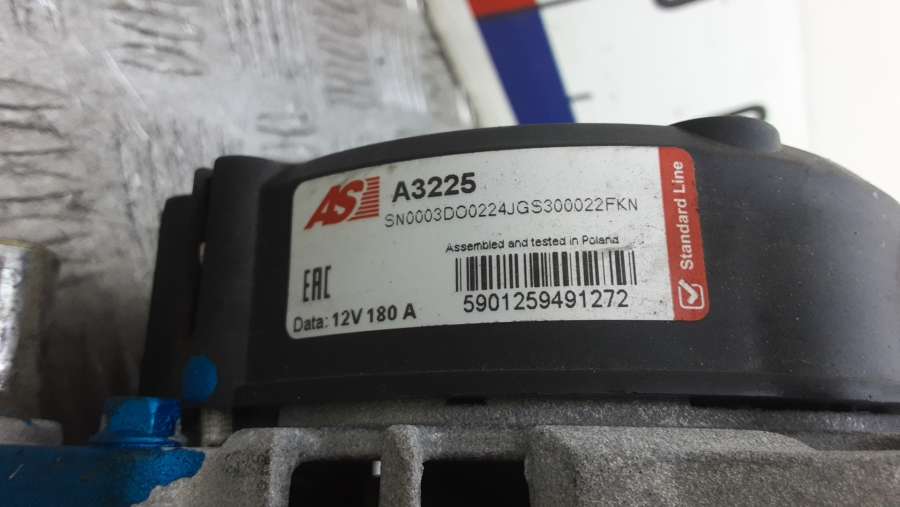 AS
A3225
SN0003DO0224JGS300022FKN
Assembled and tested in Poland
EAC
5901259491272
Data: 12V 180 A
Standard Line